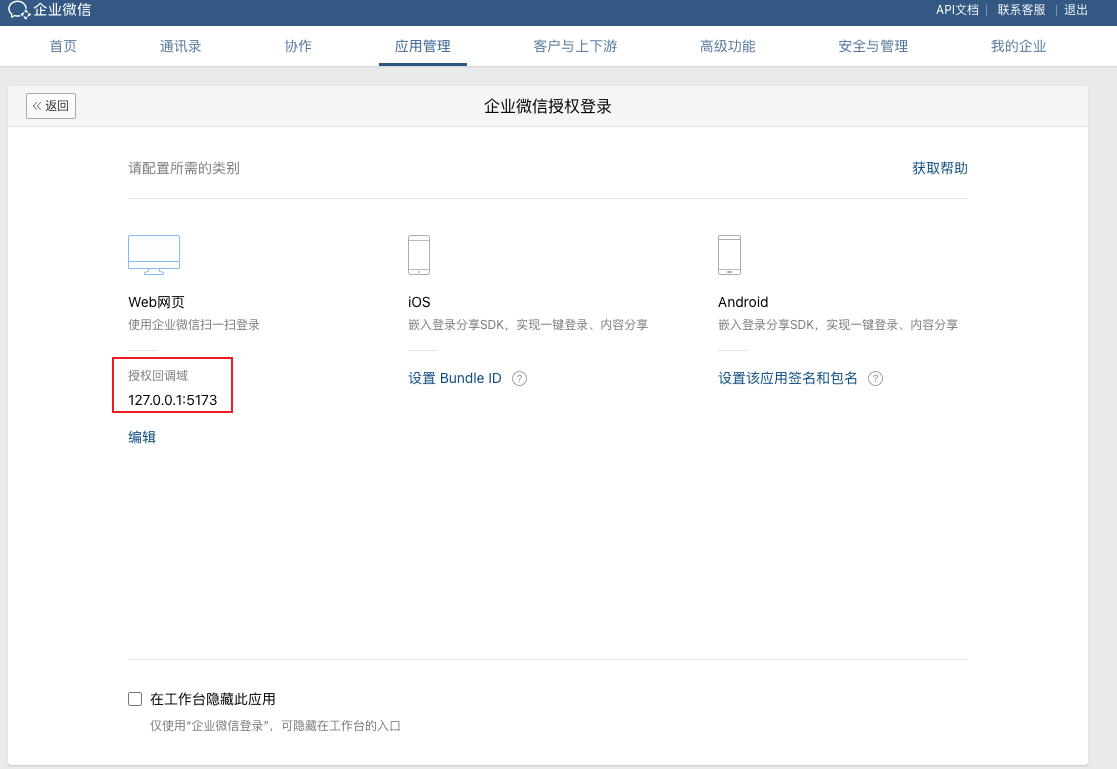 企业微信
API文档 | 联系客服 | 退出
首页 通讯录 协作 应用管理 客户与上下游 高级功能 安全与管理 我的企业
«返回
企业微信授权登录
请配置所需的类别
获取帮助
Web网页
使用企业微信扫一扫登录
授权回调域
127.0.0.1:5173
编辑
iOS
嵌入登录分享SDK，实现一键登录、内容分享
设置 Bundle ID ?
Android
嵌入登录分享SDK，实现一键登录、内容分享
设置该应用签名和包名 ?
在工作台隐藏此应用
仅使用“企业微信登录”，可隐藏在工作台的入口